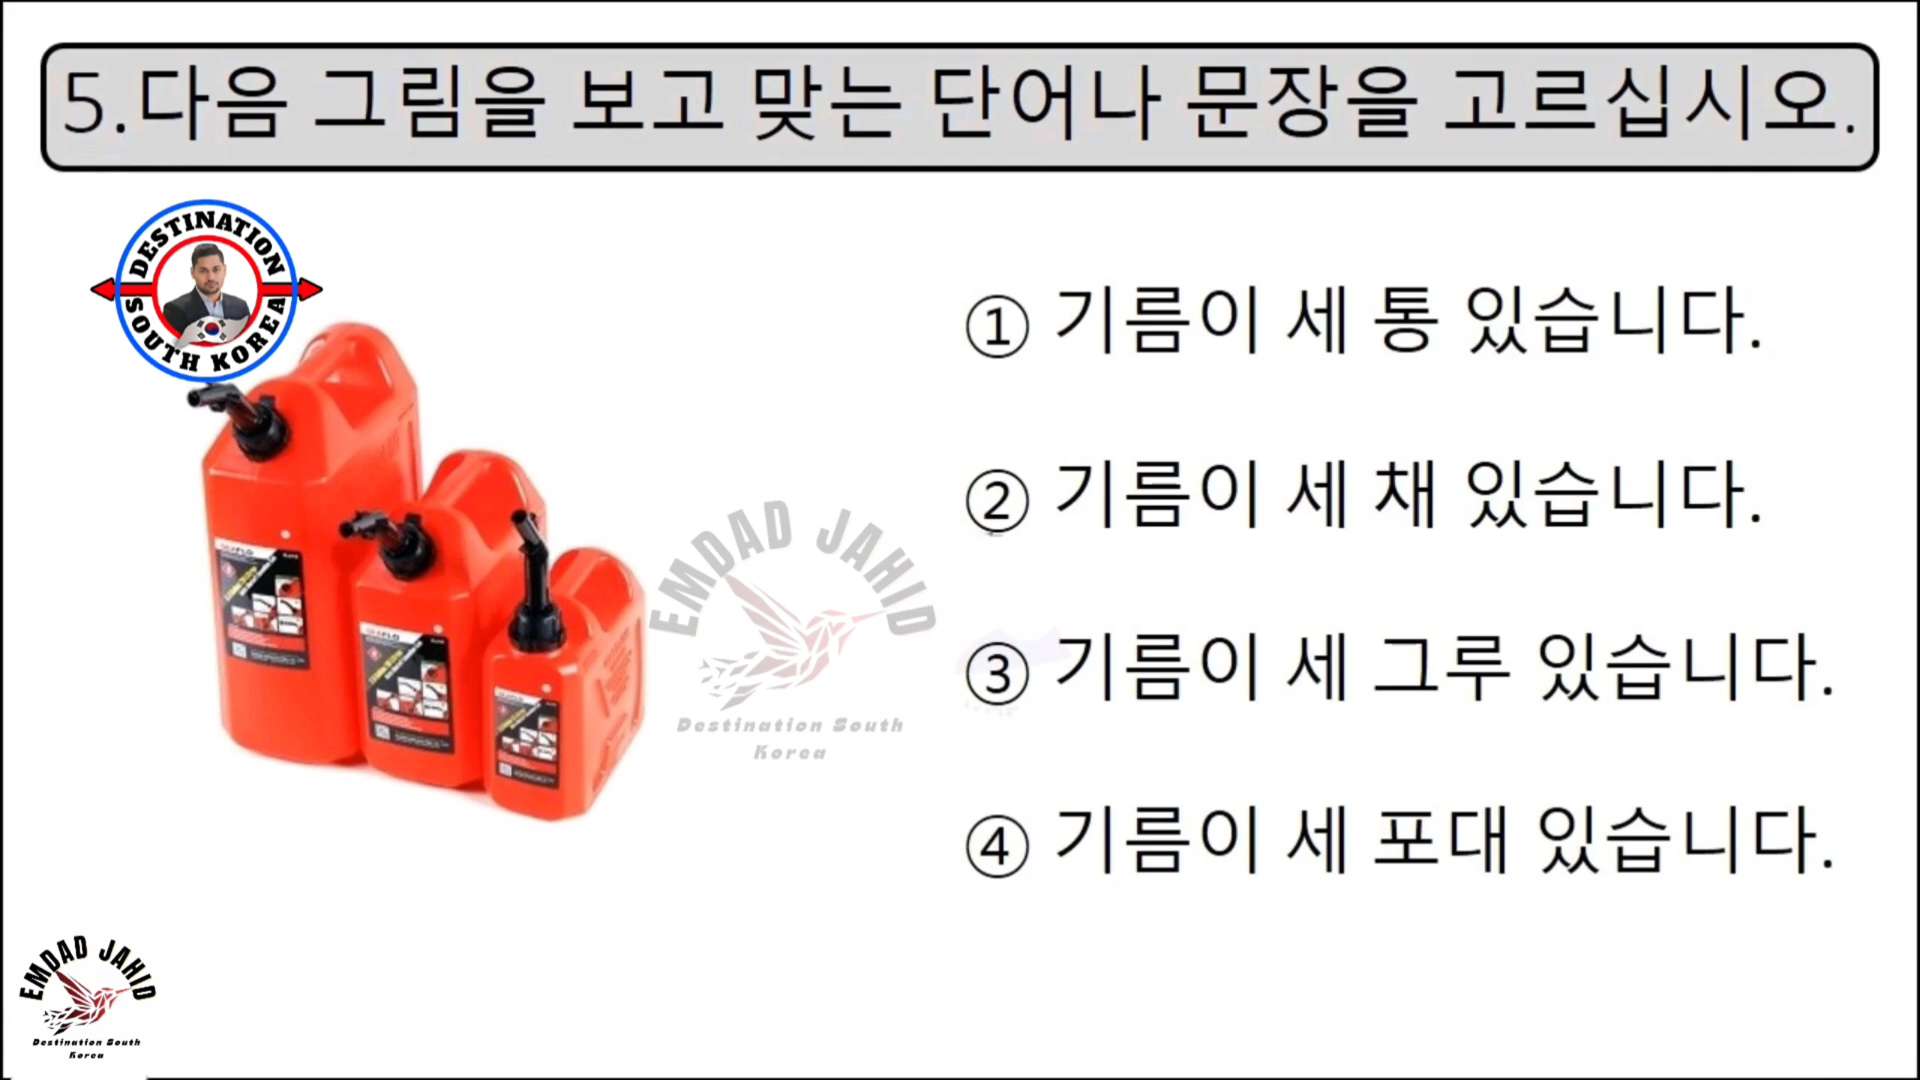 5.다음 그림을 보고 맞는 단어나 문장을 고르십시오.
DESTINATION
SOUTH KOREA
① 기름이 세 통 있습니다.
② 기름이 세 채 있습니다.
③ 기름이 세 그루 있습니다.
④ 기름이 세 포대 있습니다.
EMDAD JAHID
Destination South
Korea
EMDAD JAHID
Destination South
Korea